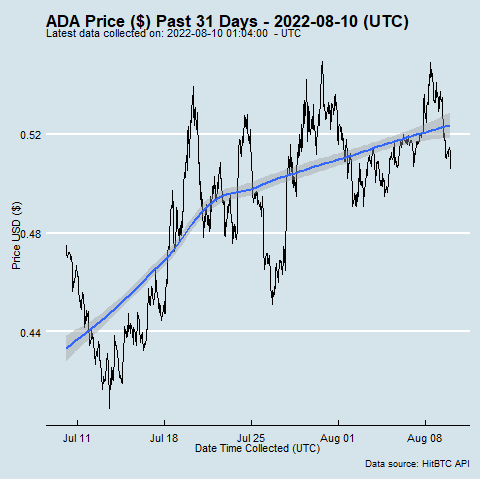 ADA Price ($) Past 31 Days - 2022-08-10 (UTC)
Latest data collected on: 2022-08-10 01:04:00 - UTC
0.52
0.48
0.44
Price USD ($)
Jul 11 Jul 18 Jul 25 Aug 01 Aug 08
Date Time Collected (UTC)
Data source: HitBTC API